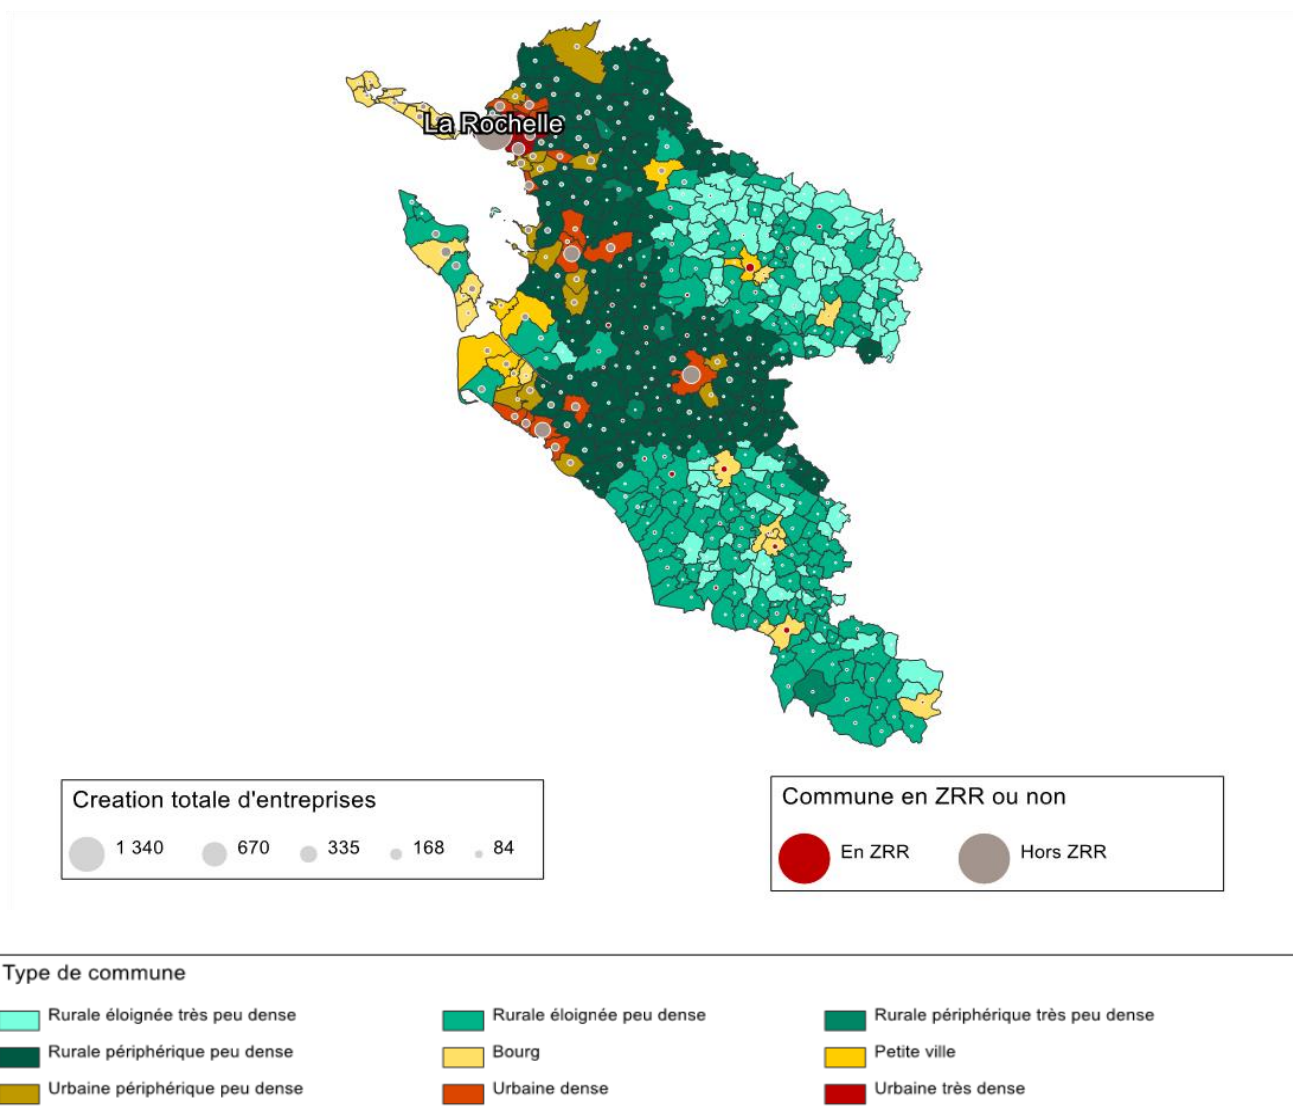 La Rochelle
Creation totale d'entreprises
1 340 670 335 168 84
Commune en ZRR ou non
En ZRR Hors ZRR
Type de commune
Rurale éloignée très peu dense Rurale éloignée peu dense Rurale périphérique très peu dense
Rurale périphérique peu dense Bourg Petite ville
Urbaine périphérique peu dense Urbaine dense Urbaine très dense